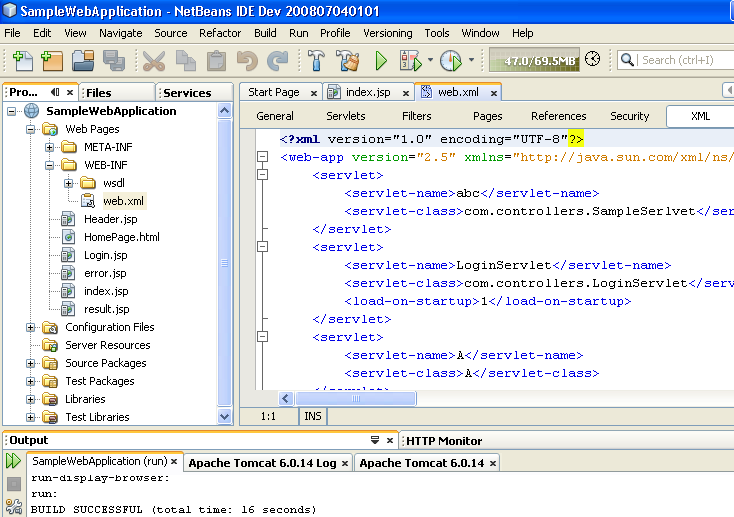 SampleWebApplication - NetBeans IDE Dev 200807040101
File Edit View Navigate Source Refactor Build Run Profile Versioning Tools Window Help
47.0/69.5MB Search (ctrl+I)
Pro... Files Services
SampleWebApplication
Web Pages
META-INF
WEB-INF
wsdl
web.xml
Header.jsp
HomePage.html
Login.jsp
error.jsp
index.jsp
result.jsp
Configuration Files
Server Resources
Source Packages
Test Packages
Libraries
Test Libraries
Start Page index.jsp web.xml
General Servlets Filters Pages References Security XML
<?xml version="1.0" encoding="UTF-8"?>
<web-app version="2.5" xmlns="http://java.sun.com/xml/ns/
<servlet>
<servlet-name>abc</servlet-name>
<servlet-class>com.controllers.SampleSerlvet</se
</servlet>
<servlet>
<servlet-name>LoginServlet</servlet-name>
<servlet-class>com.controllers.LoginServlet</se
<load-on-startup>1</load-on-startup>
</servlet>
<servlet>
<servlet-name>A</servlet-name>
<servlet-class>A</servlet-class>
</servlet>
1:1 INS
Output HTTP Monitor
SampleWebApplication (run) Apache Tomcat 6.0.14 Log Apache Tomcat 6.0.14
run-display-browser:
run:
BUILD SUCCESSFUL (total time: 16 seconds)